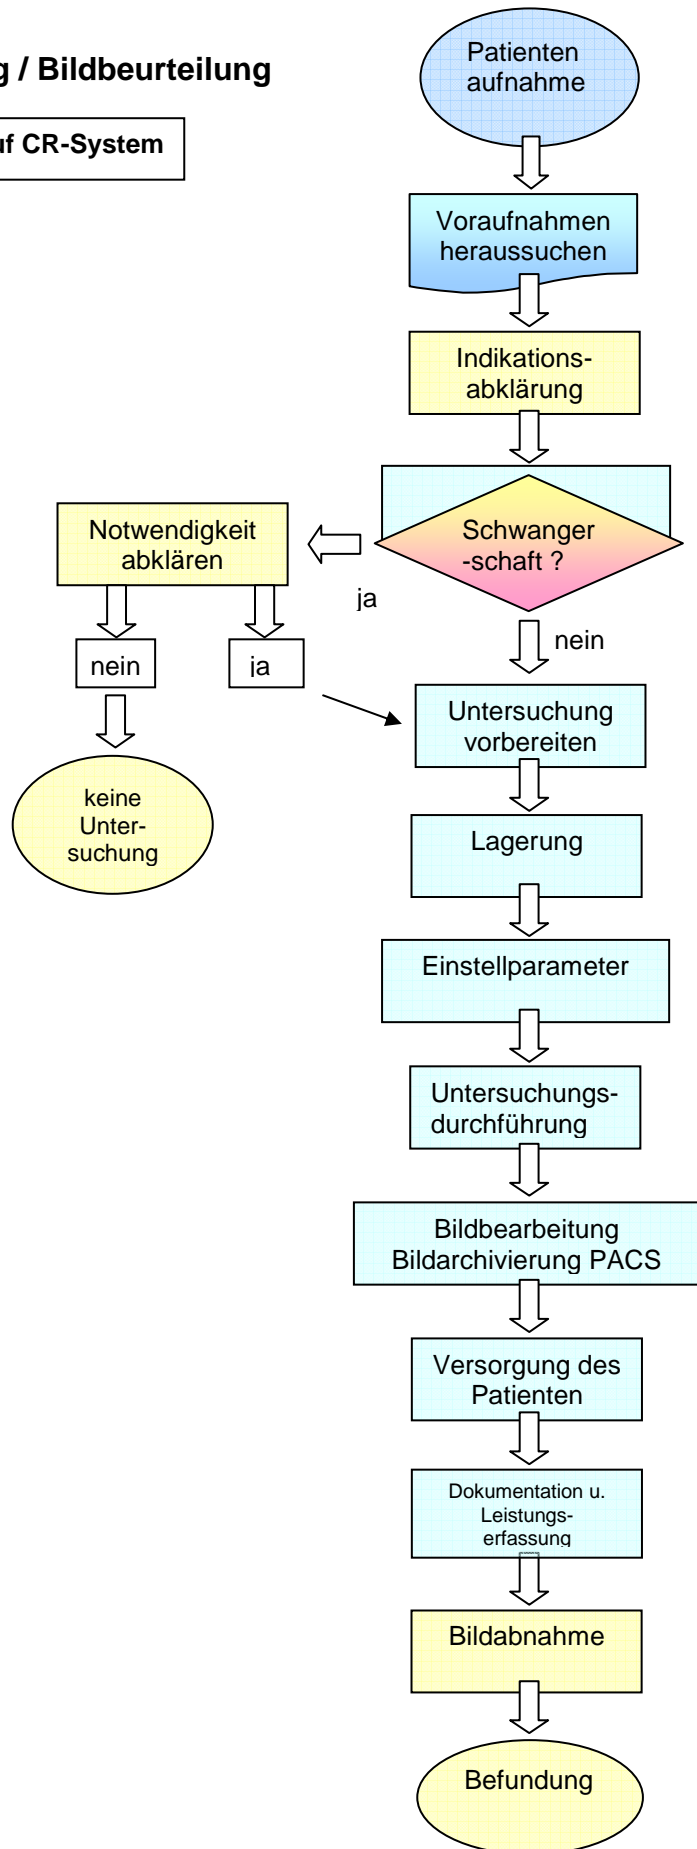 / Bildbeurteilung
CR-System
Patienten
aufnahme
Voraufnahmen
heraussuchen
Indikations-
abklärung
Schwanger
-schaft ?
Notwendigkeit
abklären
ja
nein
nein
ja
Untersuchung
vorbereiten
keine
Unter-
suchung
Lagerung
Einstellparameter
Untersuchungs-
durchführung
Bildbearbeitung
Bildarchivierung PACS
Versorgung des
Patienten
Dokumentation u.
Leistungs-
erfassung
Bildabnahme
Befundung